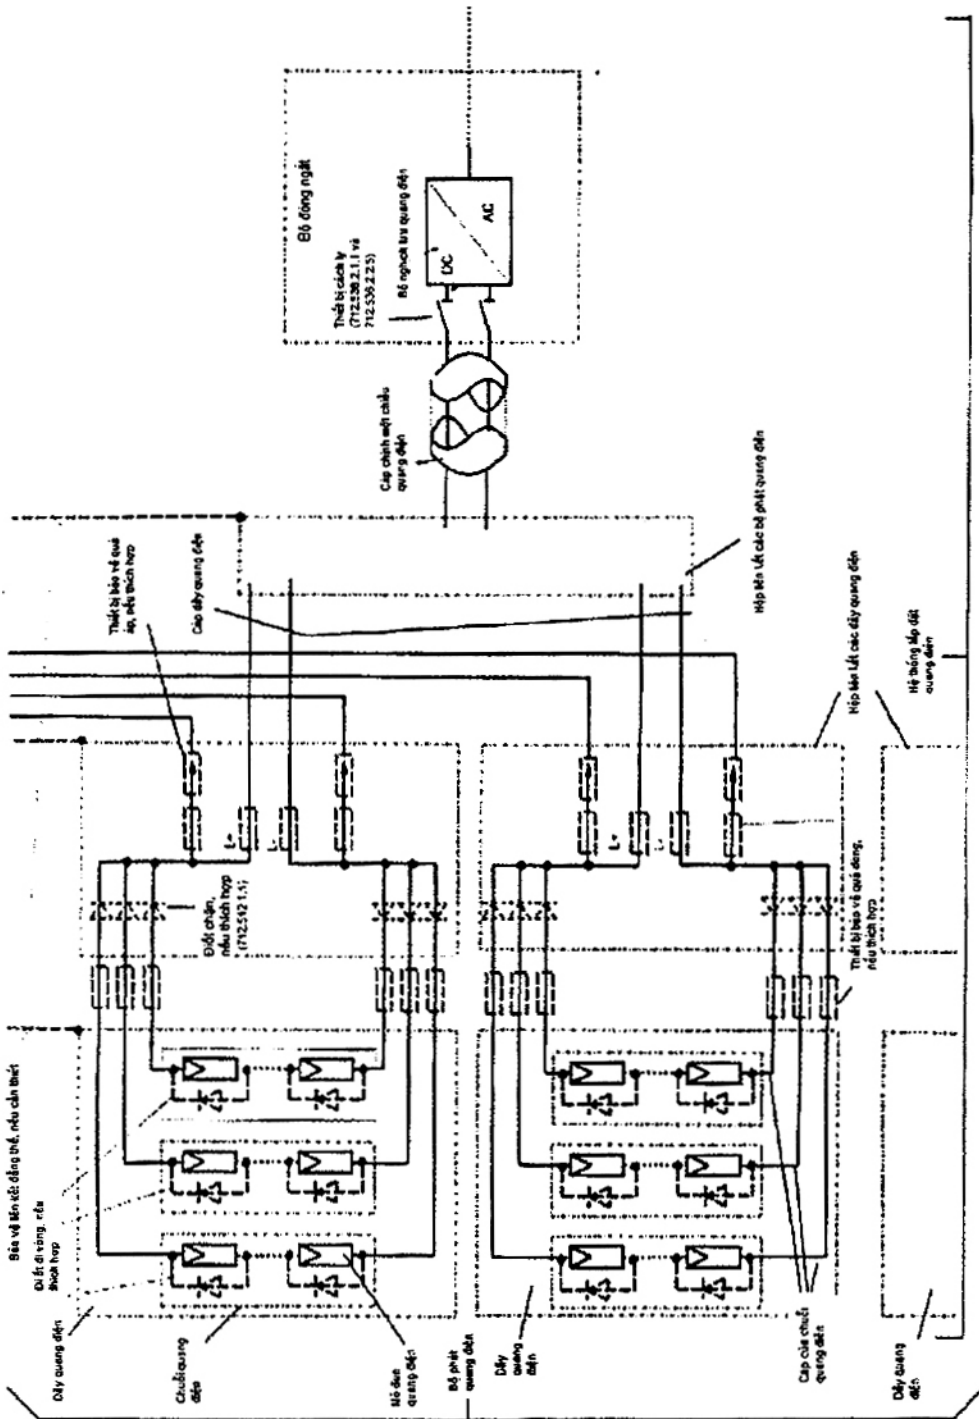 Bộ đóng ngắt
Thiết bị cách ly
(712.536.2.1.1 và
712.536.2.2.5)
Bộ nghịch lưu quang điện
DC
AC
Cáp chính một chiều
quang điện
Thiết bị bảo vệ quá
áp, nếu thích hợp
Cáp dãy quang điện
Hộp liên kết các bộ phát quang điện
Hộp liên kết các dãy quang điện
Hệ thống lắp đặt
quang điện
L+
L-
L+
L-
Điốt chặn,
nếu thích hợp
(712.512.1.1)
Thiết bị bảo vệ quá dòng,
nếu thích hợp
Bảo vệ liên kết đẳng thế, nếu cần thiết
Điốt đi vòng, nếu
thích hợp
Dãy quang điện
Chuỗi quang
điện
Mô đun
quang điện
Bộ phát
quang điện
Dãy
quang
điện
Cáp của chuỗi
quang điện
Dãy quang
điện